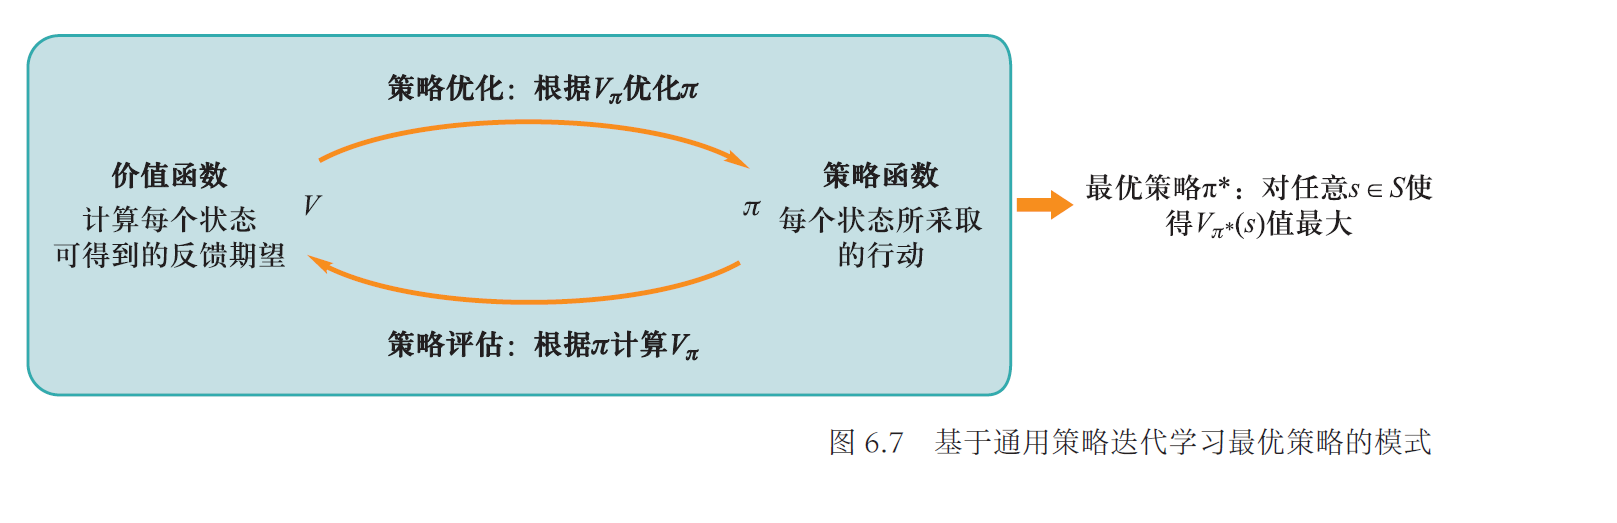 策略优化：根据Vπ优化π
价值函数
计算每个状态
可得到的反馈期望
V
π
策略函数
每个状态所采取
的行动
策略评估：根据π计算Vπ
最优策略π*：对任意s∈S使
得Vπ*(s)值最大
图 6.7 基于通用策略迭代学习最优策略的模式